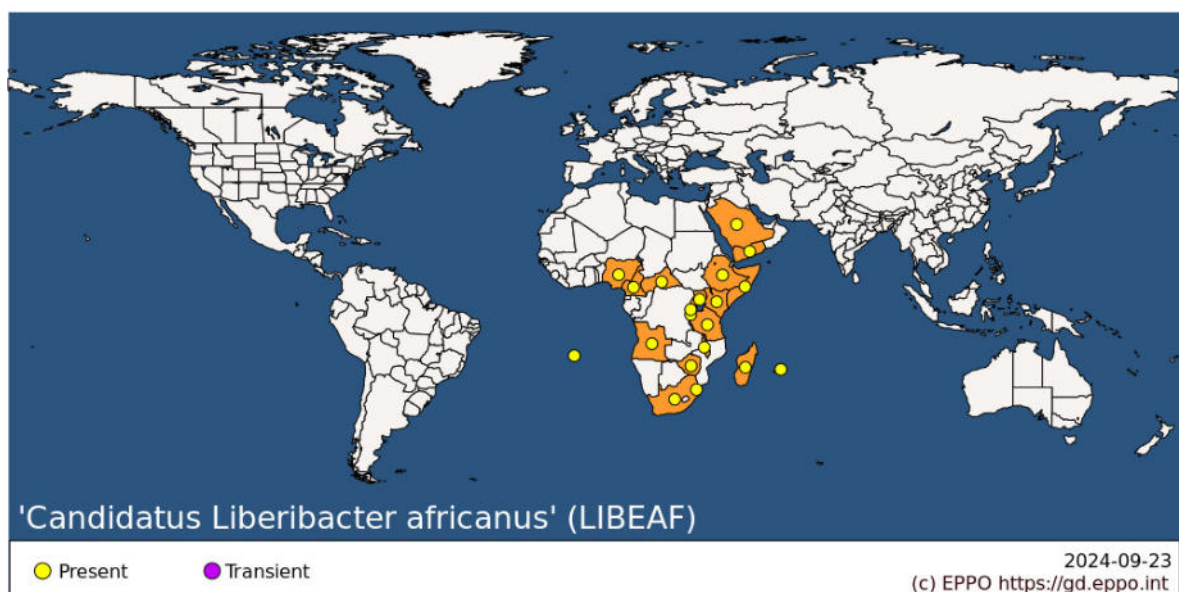 'Candidatus Liberibacter africanus' (LIBEAF)
Present
Transient
2024-09-23
(c) EPPO https://gd.eppo.int